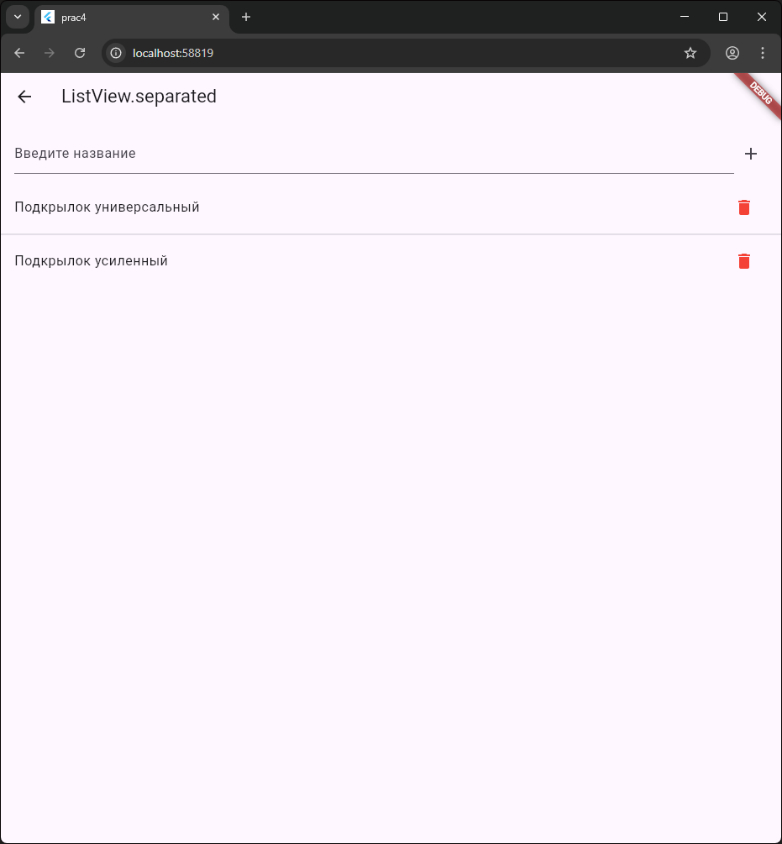 prac4
localhost:58819
ListView.separated
DEBUG
Введите название
Подкрылок универсальный
Подкрылок усиленный